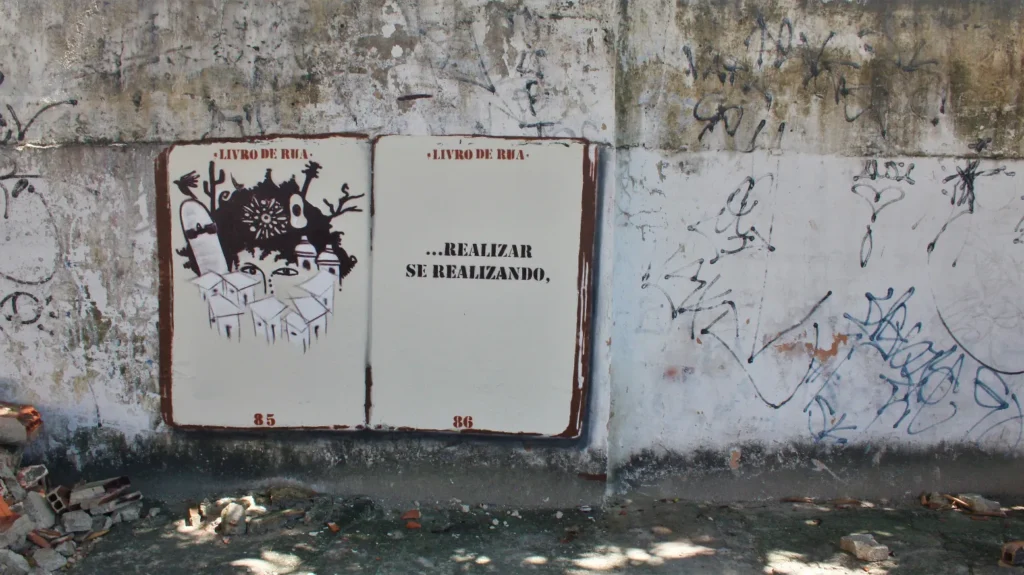 ·LIVRO DE RUA·
85
·LIVRO DE RUA·
...REALIZAR
SE REALIZANDO,
86